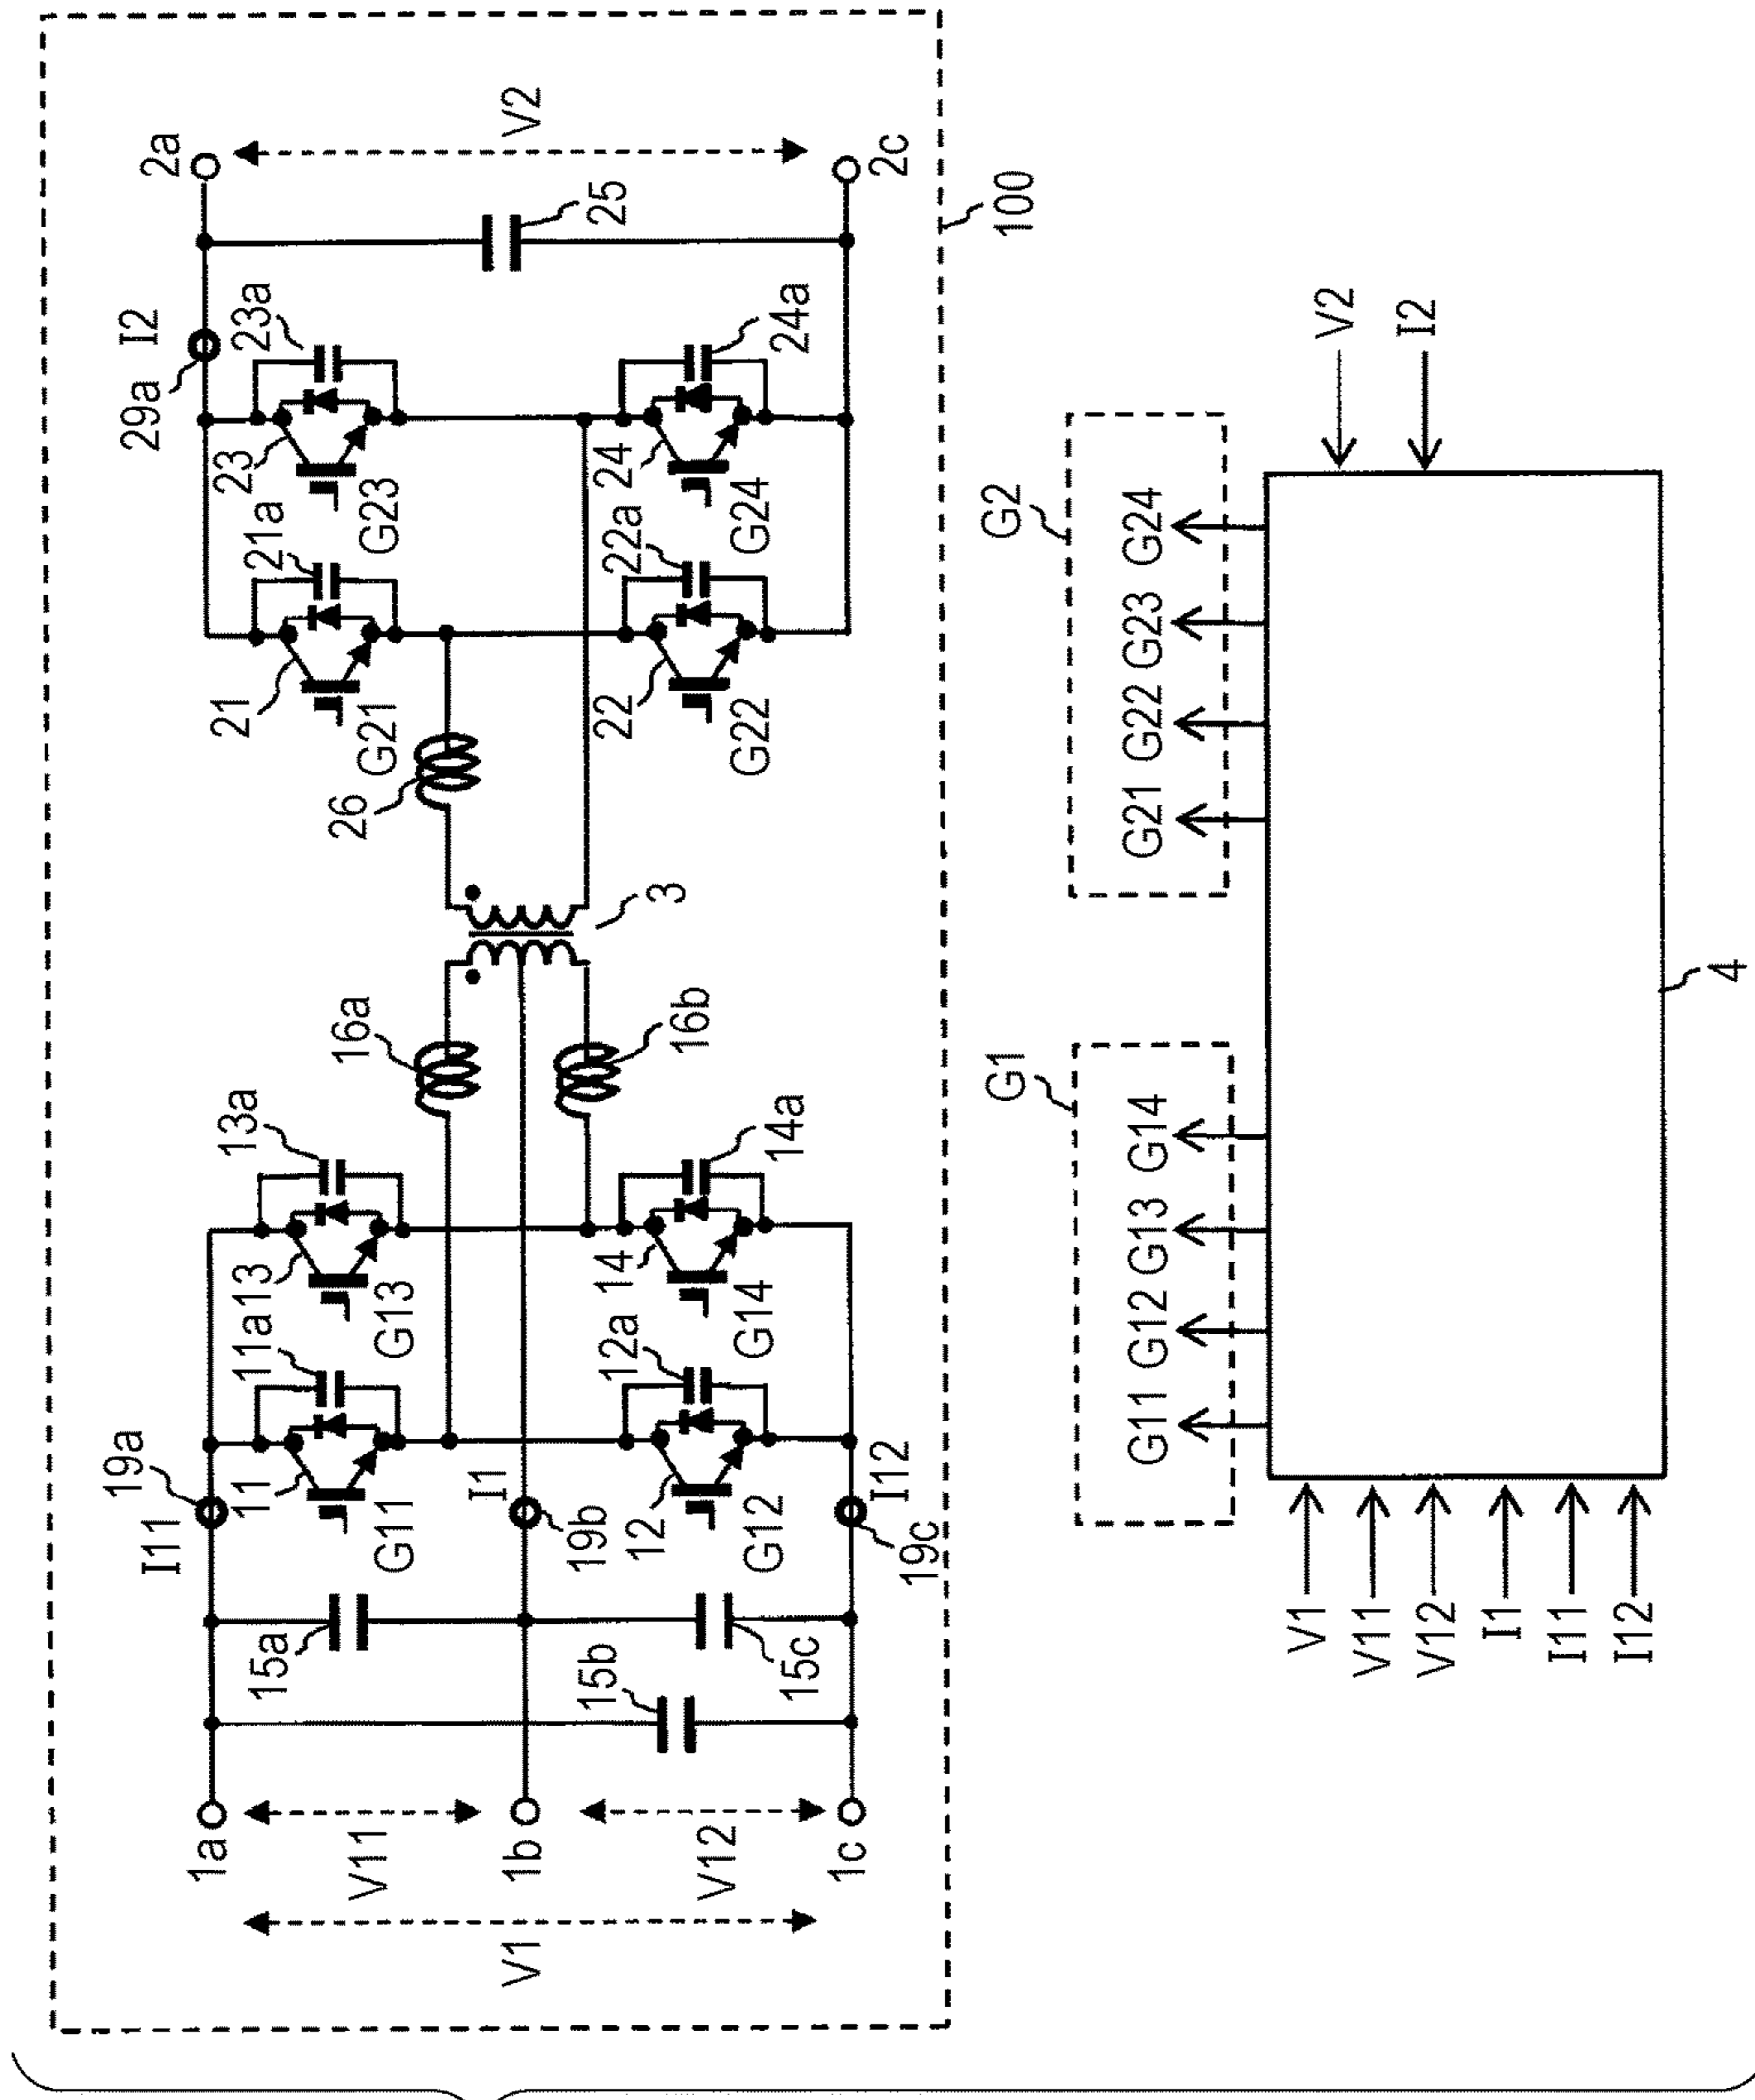 100
1a
1b
1c
V1
V11
V12
15a
15b
15c
I11
19a
I1
19b
I12
19c
11
11a
G11
12
12a
G12
13
13a
G13
14
14a
G14
16a
16b
3
26
21
21a
G21
22
22a
G22
23
23a
G23
24
24a
G24
29a
I2
25
2a
2c
V2
G1
G11 G12 G13 G14
G2
G21 G22 G23 G24
V1
V11
V12
I1
I11
I12
V2
I2
4